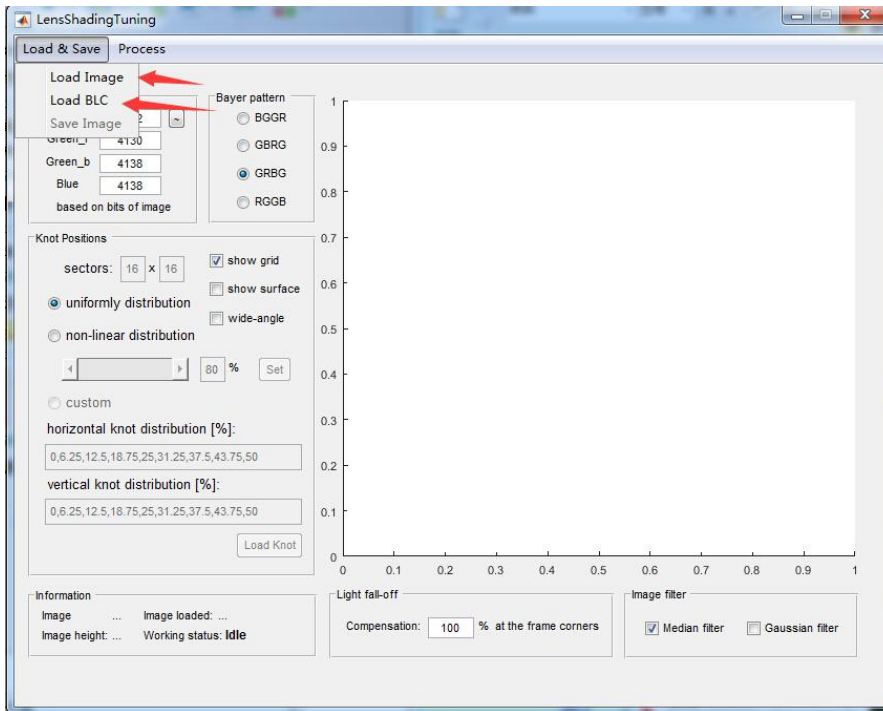 LensShadingTuning
Load & Save Process
Load Image
Load BLC
Save Image
2 ~
4130
Green_b 4138
Blue 4138
based on bits of image
Bayer pattern
BGGR
GBRG
GRBG
RGGB
Knot Positions
sectors: 16 x 16
show grid
show surface
wide-angle
uniformly distribution
non-linear distribution
80 % Set
custom
horizontal knot distribution [%]:
0,6.25,12.5,18.75,25,31.25,37.5,43.75,50
vertical knot distribution [%]:
0,6.25,12.5,18.75,25,31.25,37.5,43.75,50
Load Knot
1
0.9
0.8
0.7
0.6
0.5
0.4
0.3
0.2
0.1
0
0 0.1 0.2 0.3 0.4 0.5 0.6 0.7 0.8 0.9 1
Information
Image ... Image loaded: ...
Image height: ... Working status: Idle
Light fall-off
Compensation: 100 % at the frame corners
Image filter
Median filter Gaussian filter